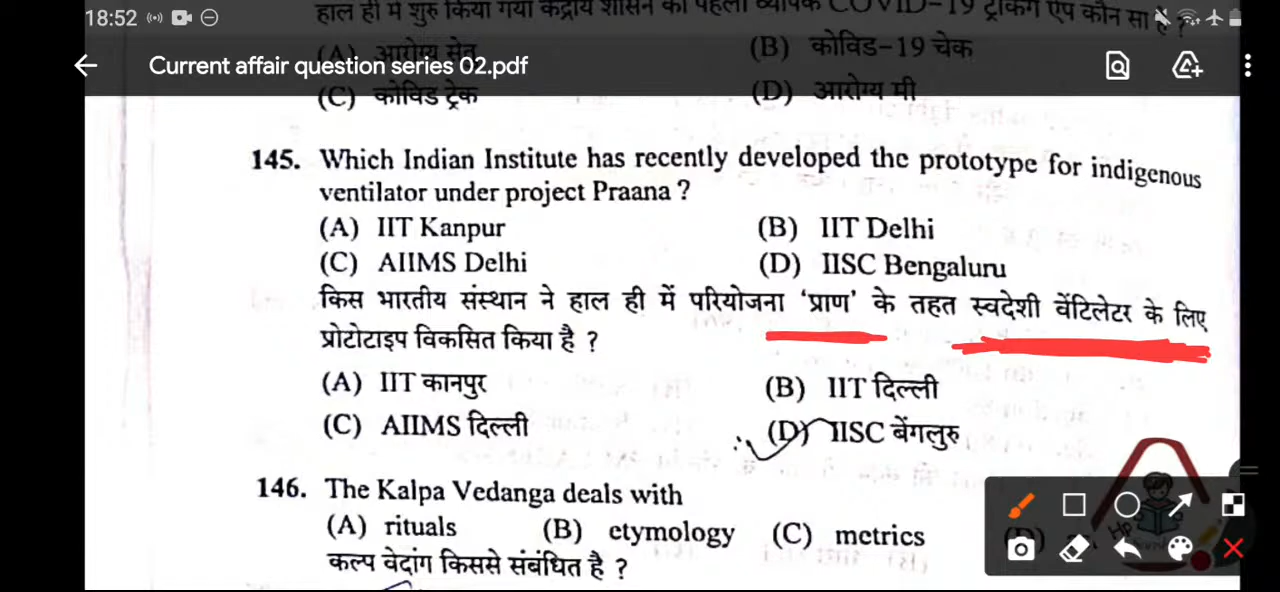 18:52
हाल ही में शुरू किया गया केंद्रीय शासन का पहला व्यापक COVID-19 ट्रैकिंग ऐप कौन सा है ?
(A) आरोग्य सेतु
(B) कोविड-19 चेक
Current affair question series 02.pdf
(C) कोविड ट्रेक
(D) आरोग्य मी
145. Which Indian Institute has recently developed the prototype for indigenous
ventilator under project Praana ?
(A) IIT Kanpur
(B) IIT Delhi
(C) AIIMS Delhi
(D) IISC Bengaluru
किस भारतीय संस्थान ने हाल ही में परियोजना ‘प्राण’ के तहत स्वदेशी वेंटिलेटर के लिए
प्रोटोटाइप विकसित किया है ?
(A) IIT कानपुर
(B) IIT दिल्ली
(C) AIIMS दिल्ली
(D) IISC बेंगलुरु
146. The Kalpa Vedanga deals with
(A) rituals (B) etymology (C) metrics (D)
कल्प वेदांग किससे संबंधित है ?